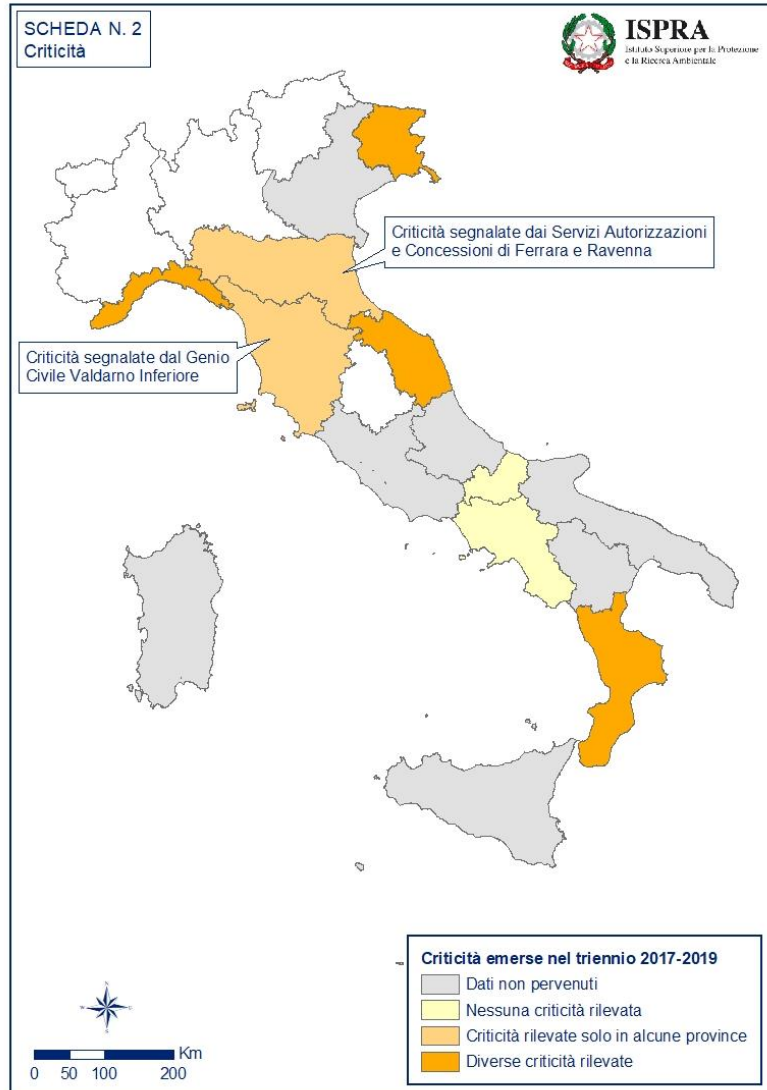 SCHEDA N. 2
Criticità
ISPRA
Istituto Superiore per la Protezione
e la Ricerca Ambientale
Criticità segnalate dai Servizi Autorizzazioni
e Concessioni di Ferrara e Ravenna
Criticità segnalate dal Genio
Civile Valdarno Inferiore
Criticità emerse nel triennio 2017-2019
Dati non pervenuti
Nessuna criticità rilevata
Criticità rilevate solo in alcune province
Diverse criticità rilevate
Km
0 50 100 200